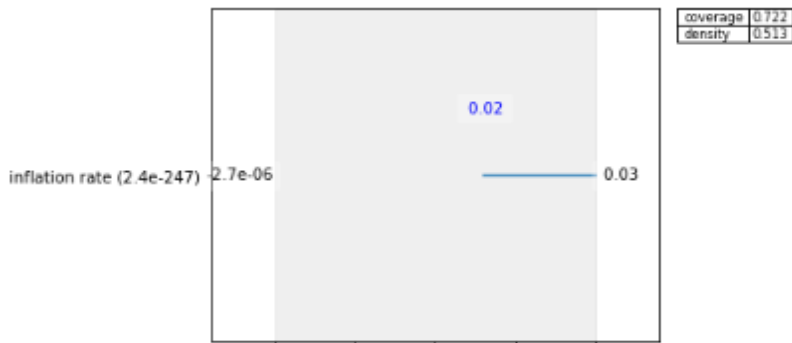 coverage 0.722
density 0.513
0.02
inflation rate (2.4e-247) -2.7e-06 0.03